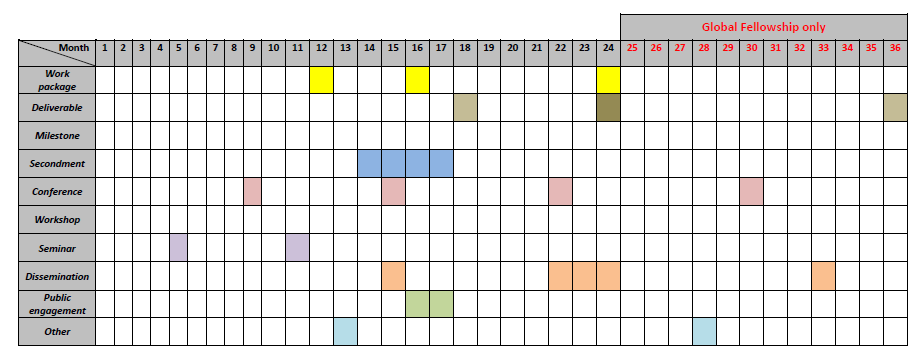 Global Fellowship only
Month 1 2 3 4 5 6 7 8 9 10 11 12 13 14 15 16 17 18 19 20 21 22 23 24 25 26 27 28 29 30 31 32 33 34 35 36
Work
package
Deliverable
Milestone
Secondment
Conference
Workshop
Seminar
Dissemination
Public
engagement
Other